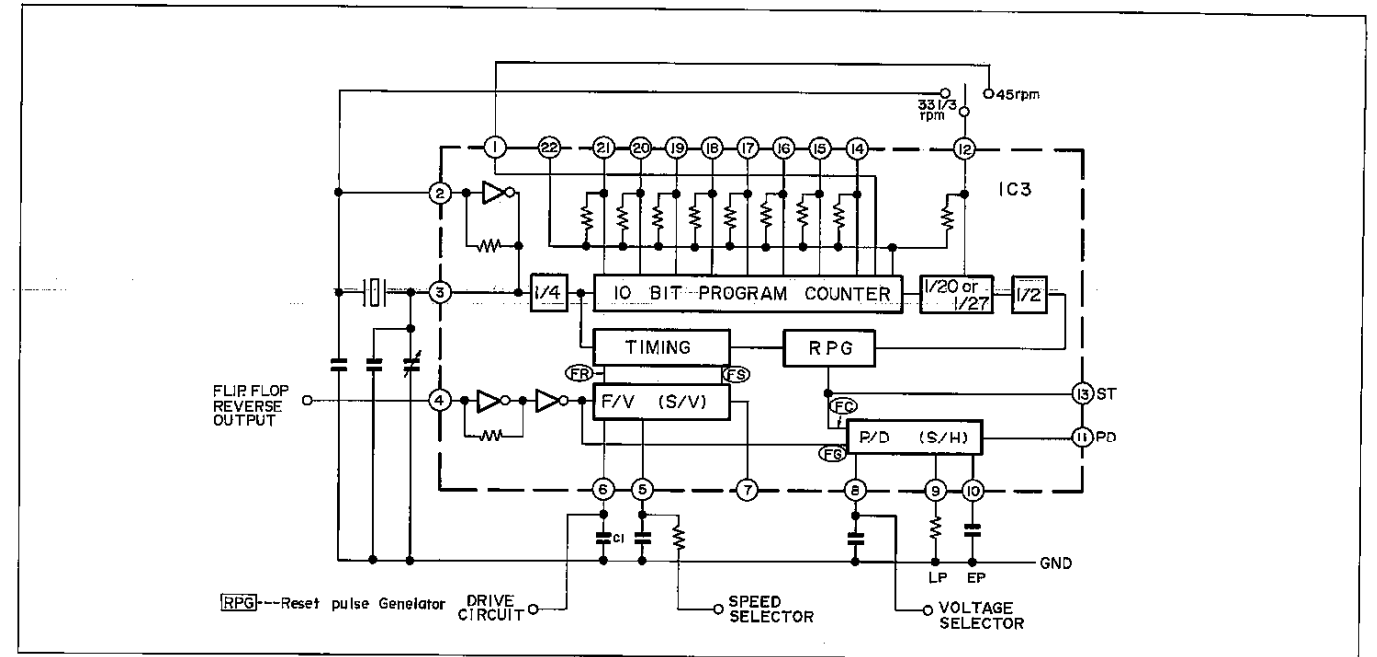 33 1/3 rpm
45rpm
1 22 21 20 19 18 17 16 15 14 12
IC3
2
3
1/4
10 BIT PROGRAM COUNTER
1/20 or 1/27
1/2
TIMING
RPG
FR
FS
FLIP FLOP
REVERSE
OUTPUT
4
F/V (S/V)
13 ST
FC
P/D (S/H)
11 PD
FG
6 5 7 8 9 10
C1
GND
LP EP
RPG---Reset pulse Genelator
DRIVE
CIRCUIT
SPEED
SELECTOR
VOLTAGE
SELECTOR